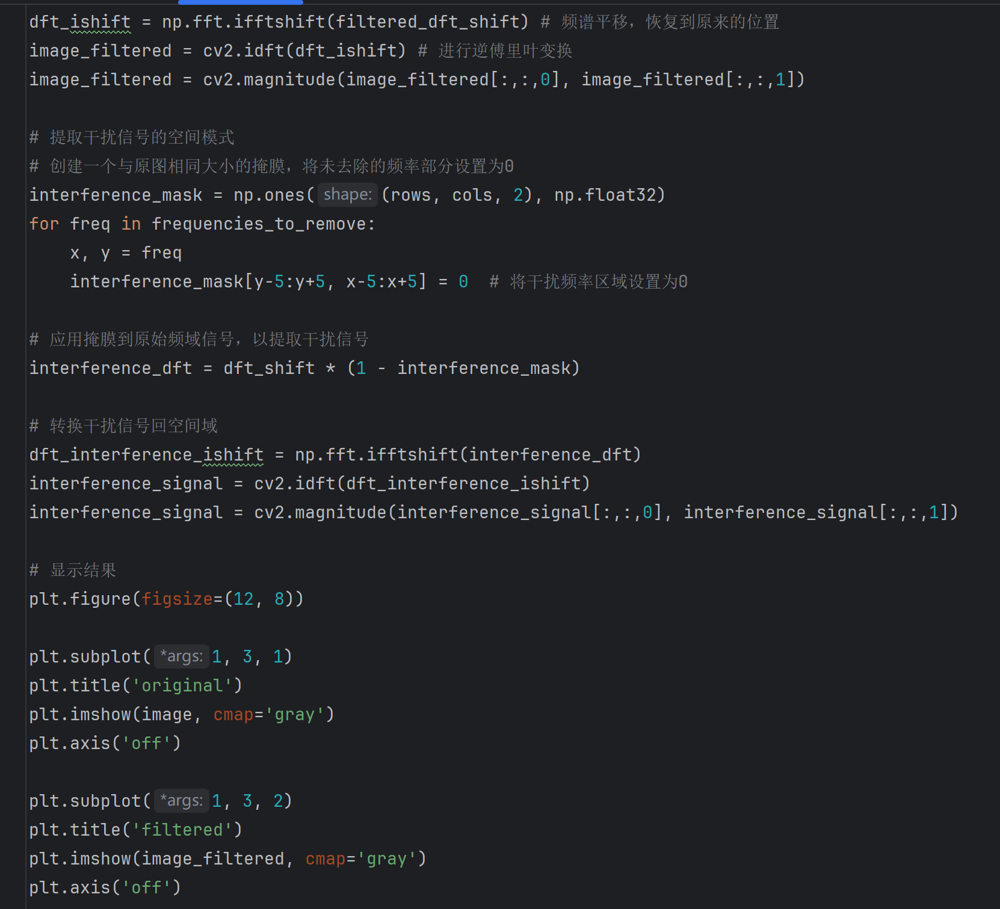 dft_ishift = np.fft.ifftshift(filtered_dft_shift) # 频谱平移，恢复到原来的位置
image_filtered = cv2.idft(dft_ishift) # 进行逆傅里叶变换
image_filtered = cv2.magnitude(image_filtered[:,:,0], image_filtered[:,:,1])
# 提取干扰信号的空间模式
# 创建一个与原图相同大小的掩膜，将未去除的频率部分设置为0
interference_mask = np.ones( shape: (rows, cols, 2), np.float32)
for freq in frequencies_to_remove:
    x, y = freq
    interference_mask[y-5:y+5, x-5:x+5] = 0  # 将干扰频率区域设置为0
# 应用掩膜到原始频域信号，以提取干扰信号
interference_dft = dft_shift * (1 - interference_mask)
# 转换干扰信号回空间域
dft_interference_ishift = np.fft.ifftshift(interference_dft)
interference_signal = cv2.idft(dft_interference_ishift)
interference_signal = cv2.magnitude(interference_signal[:,:,0], interference_signal[:,:,1])
# 显示结果
plt.figure(figsize=(12, 8))
plt.subplot( *args: 1, 3, 1)
plt.title('original')
plt.imshow(image, cmap='gray')
plt.axis('off')
plt.subplot( *args: 1, 3, 2)
plt.title('filtered')
plt.imshow(image_filtered, cmap='gray')
plt.axis('off')